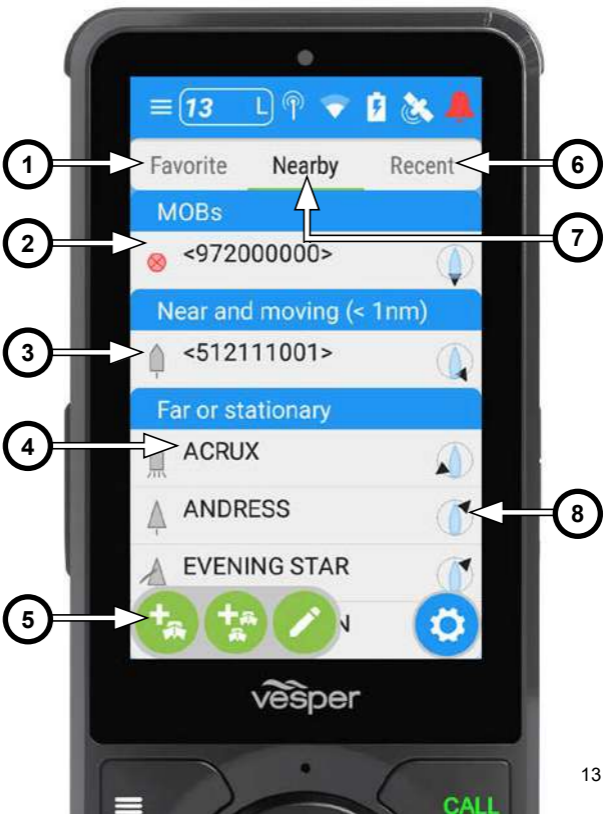 13 L
Favorite Nearby Recent
MOBs
<972000000>
Near and moving (< 1nm)
<512111001>
Far or stationary
ACRUX
ANDRESS
EVENING STAR
N
vesper
CALL
1
2
3
4
5
6
7
8
13